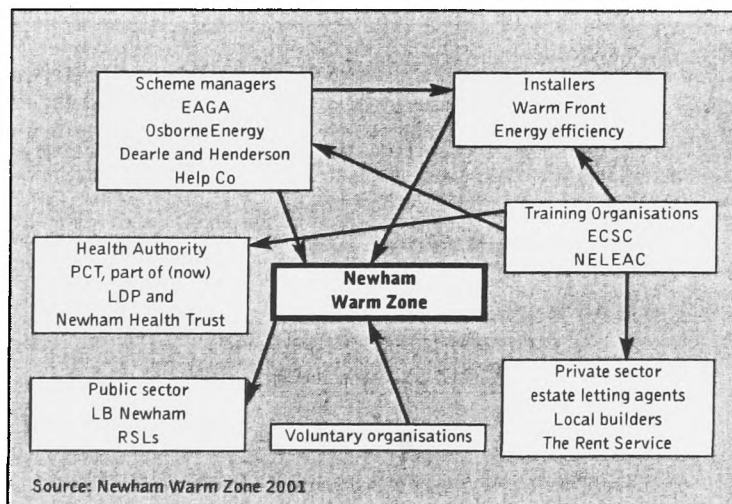 Scheme managers
EAGA
Osborne Energy
Dearle and Henderson
Help Co
Installers
Warm Front
Energy efficiency
Training Organisations
ECSC
NELEAC
Health Authority
PCT, part of (now)
LDP and
Newham Health Trust
Newham
Warm Zone
Public sector
LB Newham
RSLs
Voluntary organisations
Private sector
estate letting agents
Local builders
The Rent Service
Source: Newham Warm Zone 2001